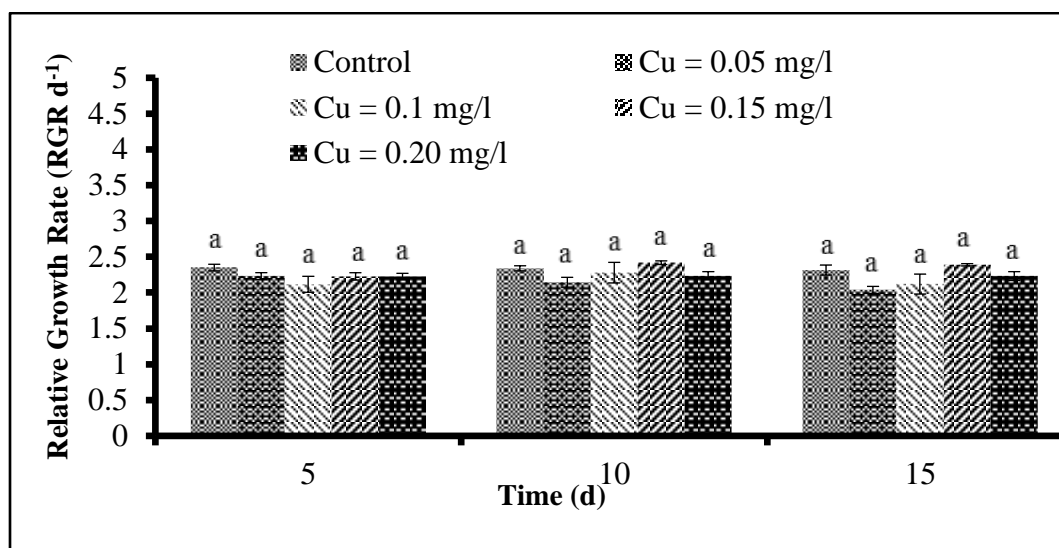 Control
Cu = 0.05 mg/l
Cu = 0.1 mg/l
Cu = 0.15 mg/l
Cu = 0.20 mg/l
Relative Growth Rate (RGR d-1)
5
4.5
4
3.5
3
2.5
2
1.5
1
0.5
0
a a a a a a a a a a a a a a a
5 10 15
Time (d)